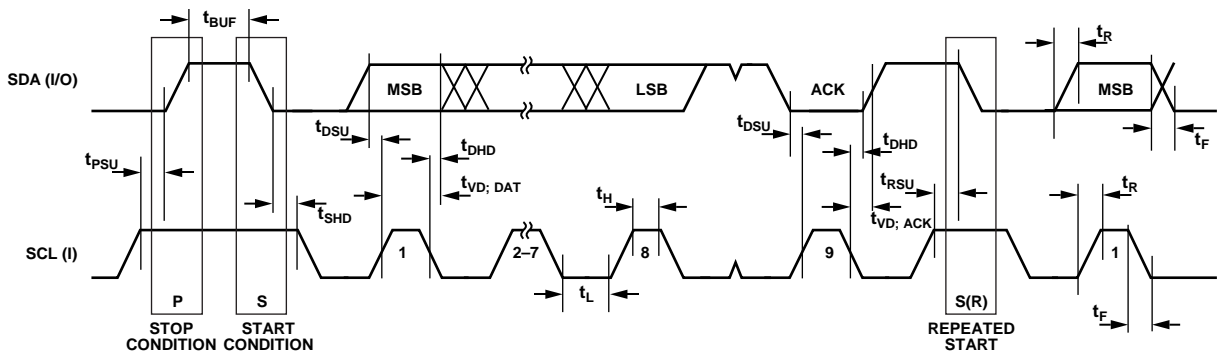 tBUF
tR
SDA (I/O)
MSB
LSB
ACK
MSB
tDSU
tDSU
tF
tDHD
tDHD
tPSU
tVD; DAT
tRSU
tR
tH
tSHD
tVD; ACK
SCL (I)
1
2–7
8
9
1
tL
P
S
S(R)
tF
STOP
CONDITION
START
CONDITION
REPEATED
START